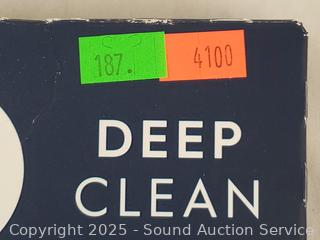 187. 4100
DEEP
CLEAN
Copyright 2025 - Sound Auction Service